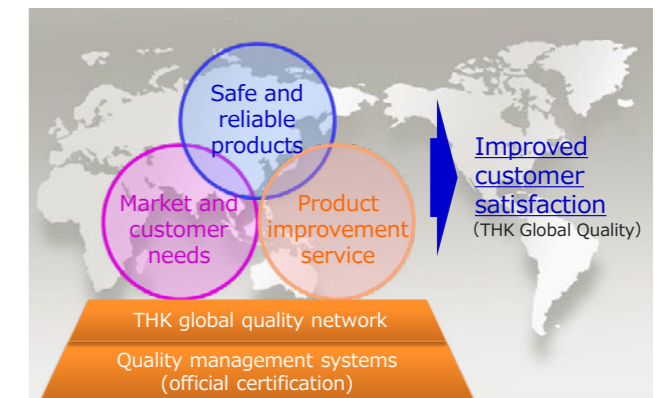 Safe and
reliable
products
Market and
customer
needs
Product
improvement
service
Improved
customer
satisfaction
（THK Global Quality）
THK global quality network
Quality management systems
(official certification)